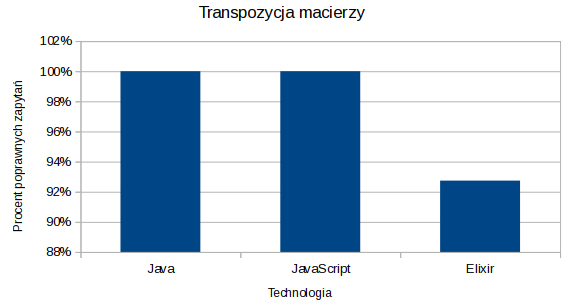 Transpozycja macierzy
102%
100%
98%
96%
94%
92%
90%
88%
Procent poprawnych zapytań
Java JavaScript Elixir
Technologia